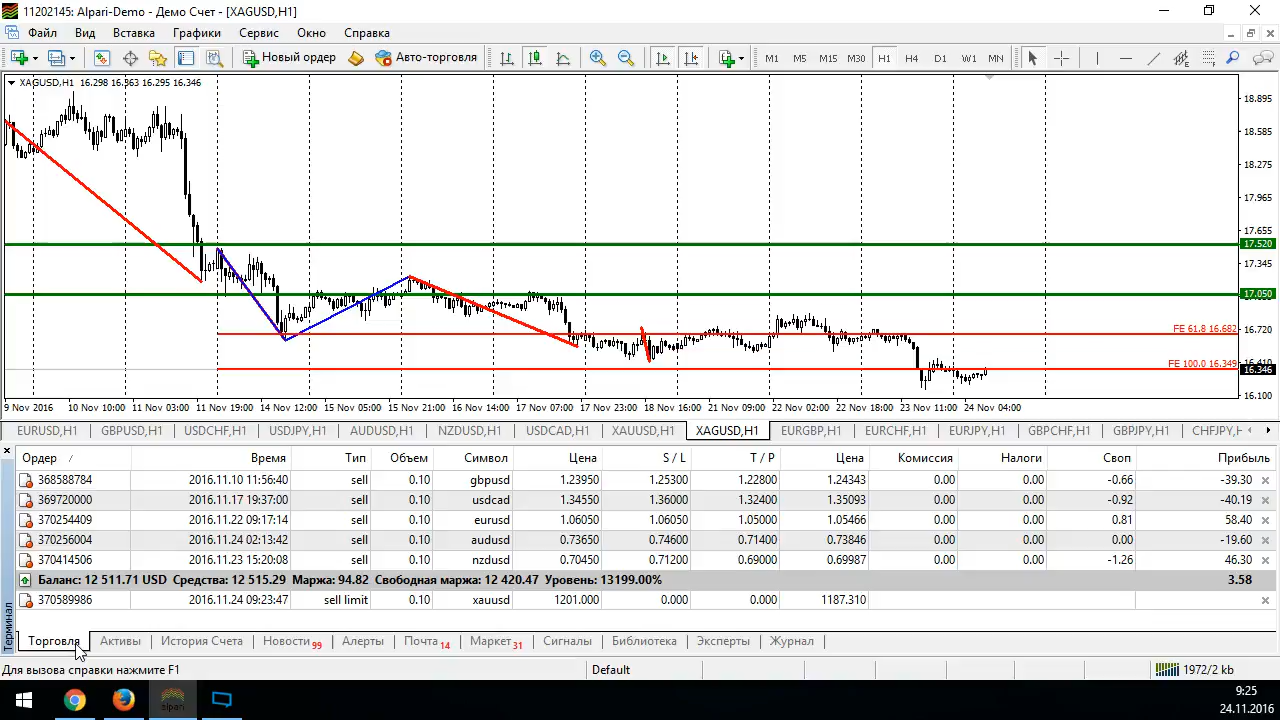 11202145: Alpari-Demo - Демо Счет - [XAGUSD,H1]
Файл Вид Вставка Графики Сервис Окно Справка
Новый ордер Авто-торговля M1 M5 M15 M30 H1 H4 D1 W1 MN
XAGUSD,H1 16.298 16.363 16.295 16.346
18.895
18.585
18.275
17.965
17.655
17.520
17.345
17.050
16.720
FE 61.8 16.682
FE 100.0 16.349
16.410
16.346
16.100
9 Nov 2016 10 Nov 10:00 11 Nov 03:00 11 Nov 19:00 14 Nov 12:00 15 Nov 05:00 15 Nov 21:00 16 Nov 14:00 17 Nov 07:00 17 Nov 23:00 18 Nov 16:00 21 Nov 09:00 22 Nov 02:00 22 Nov 18:00 23 Nov 11:00 24 Nov 04:00
EURUSD,H1 GBPUSD,H1 USDCHF,H1 USDJPY,H1 AUDUSD,H1 NZDUSD,H1 USDCAD,H1 XAUUSD,H1 XAGUSD,H1 EURGBP,H1 EURCHF,H1 EURJPY,H1 GBPCHF,H1 GBPJPY,H1 CHFJPY,H
Ордер / Время Тип Объем Символ Цена S / L T / P Цена Комиссия Налоги Своп Прибыль
368588784 2016.11.10 11:56:40 sell 0.10 gbpusd 1.23950 1.25300 1.22800 1.24343 0.00 0.00 -0.66 -39.30
369720000 2016.11.17 19:37:00 sell 0.10 usdcad 1.34550 1.36000 1.32400 1.35093 0.00 0.00 -0.92 -40.19
370254409 2016.11.22 09:17:14 sell 0.10 eurusd 1.06050 1.06050 1.05000 1.05466 0.00 0.00 0.81 58.40
370256004 2016.11.24 02:13:42 sell 0.10 audusd 0.73650 0.74600 0.71400 0.73846 0.00 0.00 0.00 -19.60
370414506 2016.11.23 15:20:08 sell 0.10 nzdusd 0.70450 0.71200 0.69000 0.69987 0.00 0.00 -1.26 46.30
Баланс: 12 511.71 USD Средства: 12 515.29 Маржа: 94.82 Свободная маржа: 12 420.47 Уровень: 13199.00% 3.58
370589986 2016.11.24 09:23:47 sell limit 0.10 xauusd 1201.000 0.000 0.000 1187.310
Терминал
Торговля Активы История Счета Новости 99 Алерты Почта 14 Маркет 31 Сигналы Библиотека Эксперты Журнал
Для вызова справки нажмите F1 Default 1972/2 kb
alpari
9:25
24.11.2016